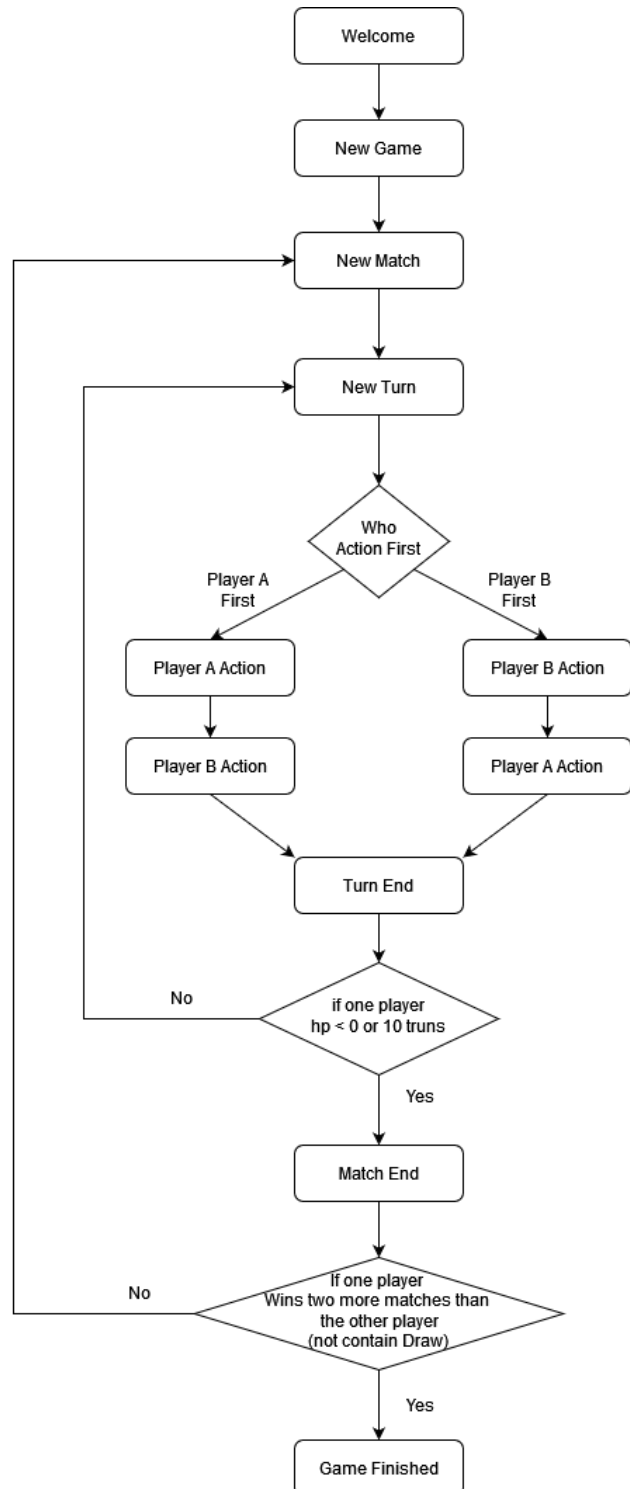 Welcome
New Game
New Match
New Turn
Who
Action First
Player A
First
Player B
First
Player A Action
Player B Action
Player B Action
Player A Action
Turn End
if one player
hp < 0 or 10 truns
No
Yes
Match End
If one player
Wins two more matches than
the other player
(not contain Draw)
No
Yes
Game Finished